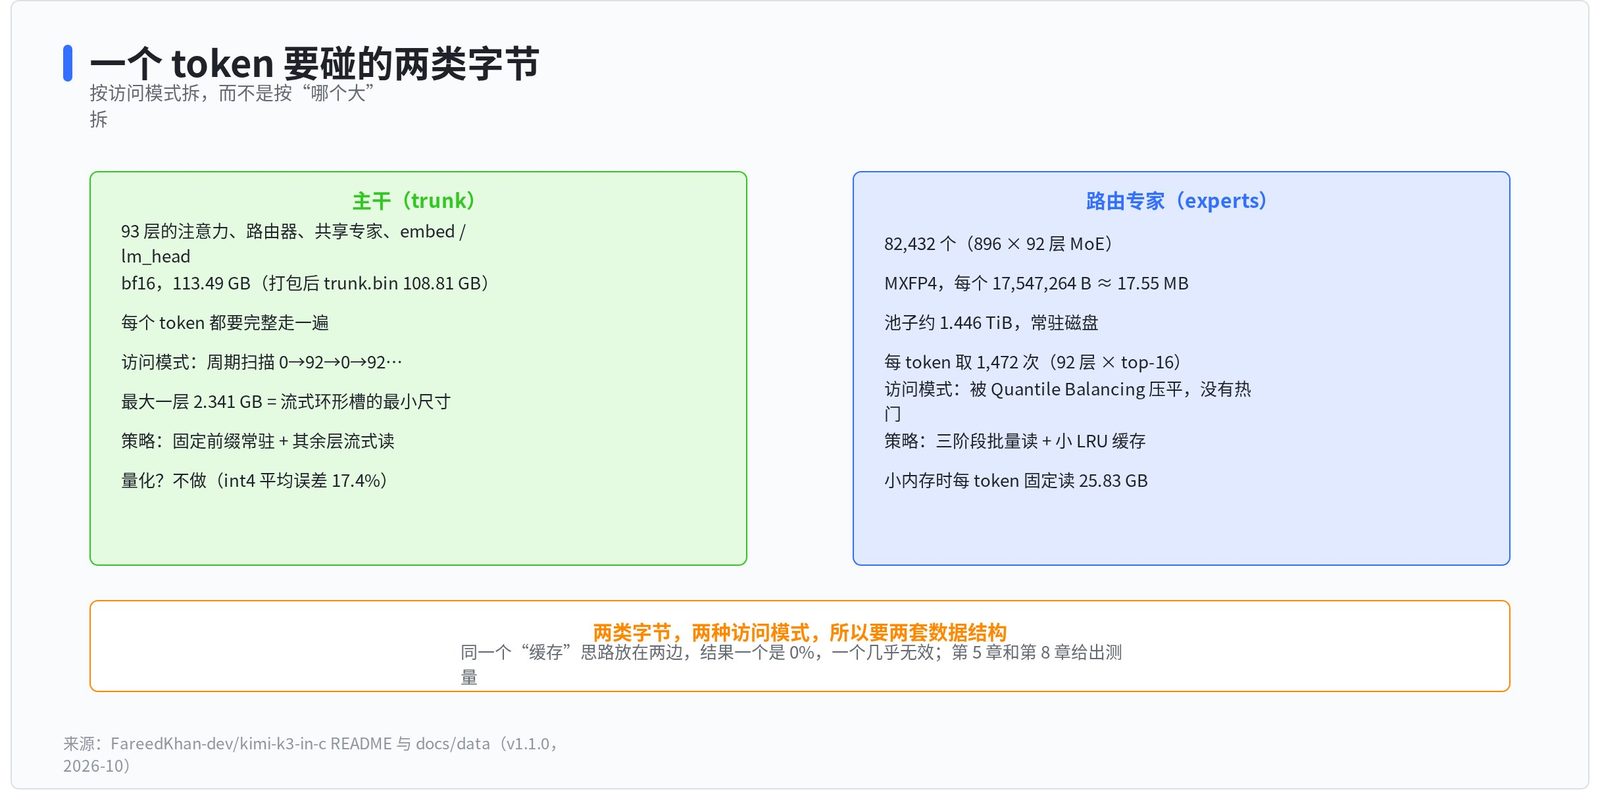 一个 token 要碰的两类字节
按访问模式拆，而不是按“哪个大”
拆
主干（trunk）
93 层的注意力、路由器、共享专家、embed /
lm_head
bf16，113.49 GB（打包后 trunk.bin 108.81 GB）
每个 token 都要完整走一遍
访问模式：周期扫描 0→92→0→92…
最大一层 2.341 GB = 流式环形槽的最小尺寸
策略：固定前缀常驻 + 其余层流式读
量化？不做（int4 平均误差 17.4%）
路由专家（experts）
82,432 个（896 × 92 层 MoE）
MXFP4，每个 17,547,264 B ≈ 17.55 MB
池子约 1.446 TiB，常驻磁盘
每 token 取 1,472 次（92 层 × top-16）
访问模式：被 Quantile Balancing 压平，没有热
门
策略：三阶段批量读 + 小 LRU 缓存
小内存时每 token 固定读 25.83 GB
两类字节，两种访问模式，所以要两套数据结构
同一个“缓存”思路放在两边，结果一个是 0%，一个几乎无效；第 5 章和第 8 章给出测
量
来源：FareedKhan-dev/kimi-k3-in-c README 与 docs/data（v1.1.0，
2026-10）